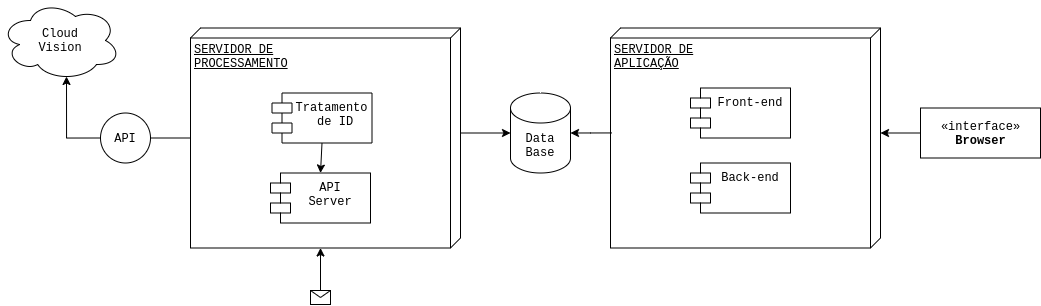 Cloud
Vision
API
SERVIDOR DE
PROCESSAMENTO
Tratamento
de ID
API
Server
Data
Base
SERVIDOR DE
APLICAÇÃO
Front-end
Back-end
«interface»
Browser